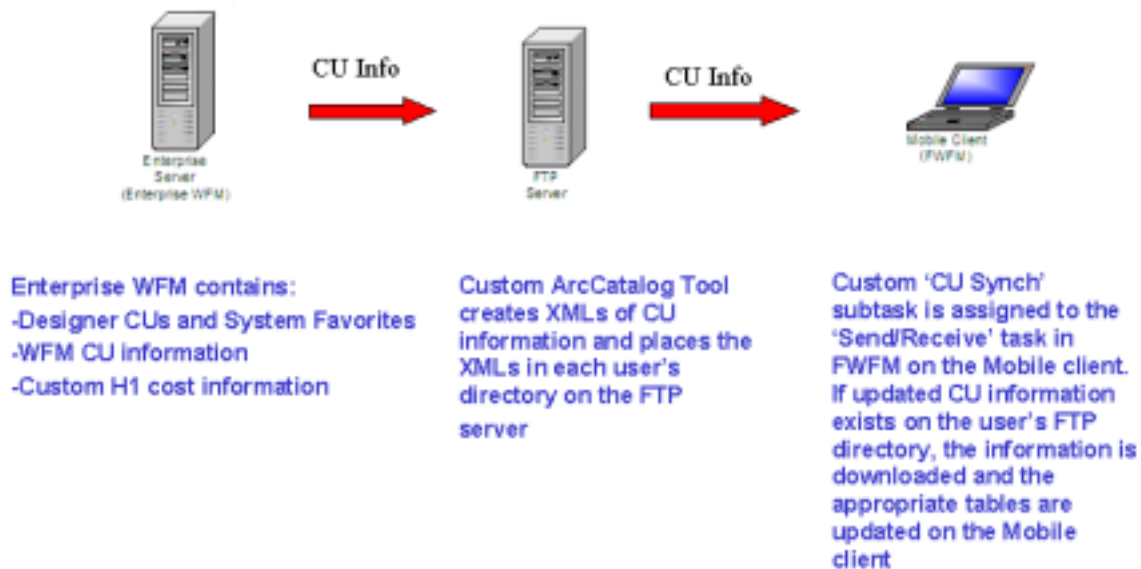 CU Info
CU Info
Enterprise
Server
(Enterprise WFM)
FTP
Server
Mobile Client
(FWFM)
Enterprise WFM contains:
-Designer CUs and System Favorites
-WFM CU information
-Custom H1 cost information
Custom ArcCatalog Tool
creates XMLs of CU
information and places the
XMLs in each user's
directory on the FTP
server
Custom 'CU Synch'
subtask is assigned to the
'Send/Receive' task in
FWFM on the Mobile client.
If updated CU information
exists on the user's FTP
directory, the information is
downloaded and the
appropriate tables are
updated on the Mobile
client